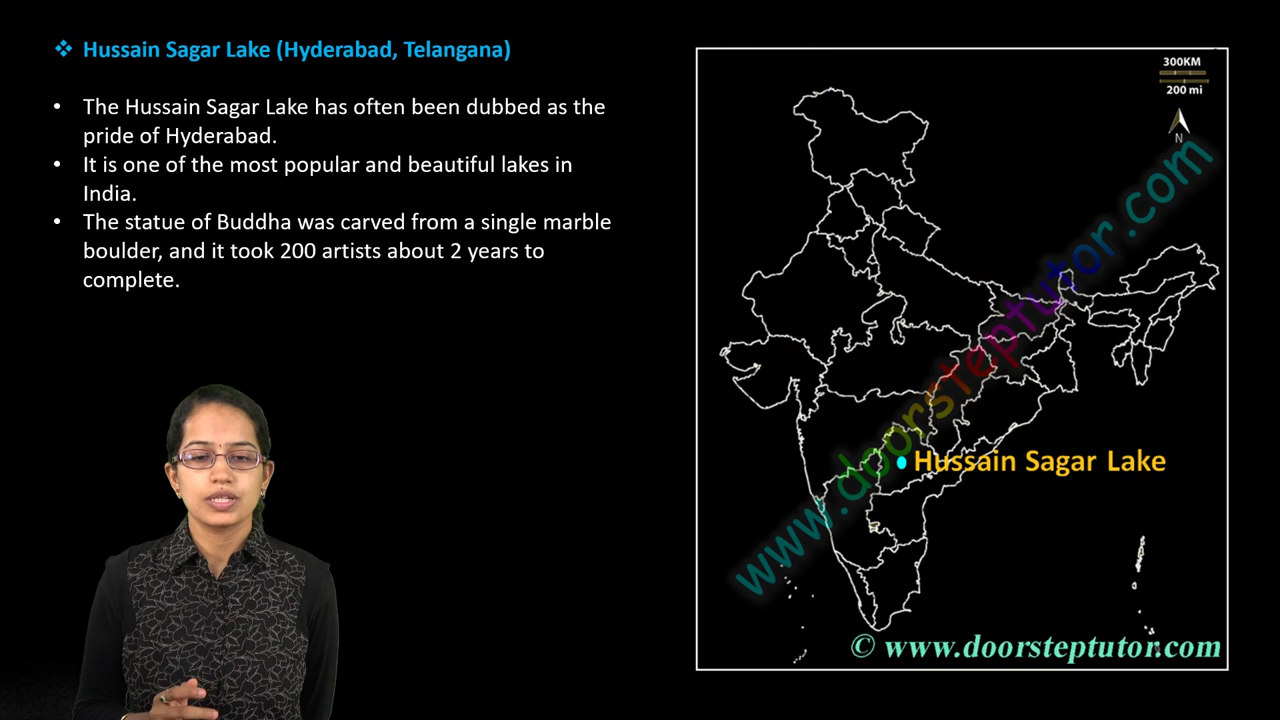 ❖ Hussain Sagar Lake (Hyderabad, Telangana)
• The Hussain Sagar Lake has often been dubbed as the
pride of Hyderabad.
• It is one of the most popular and beautiful lakes in
India.
• The statue of Buddha was carved from a single marble
boulder, and it took 200 artists about 2 years to
complete.
300KM
200 mi
N
www.doorsteptutor.com
Hussain Sagar Lake
© www.doorsteptutor.com